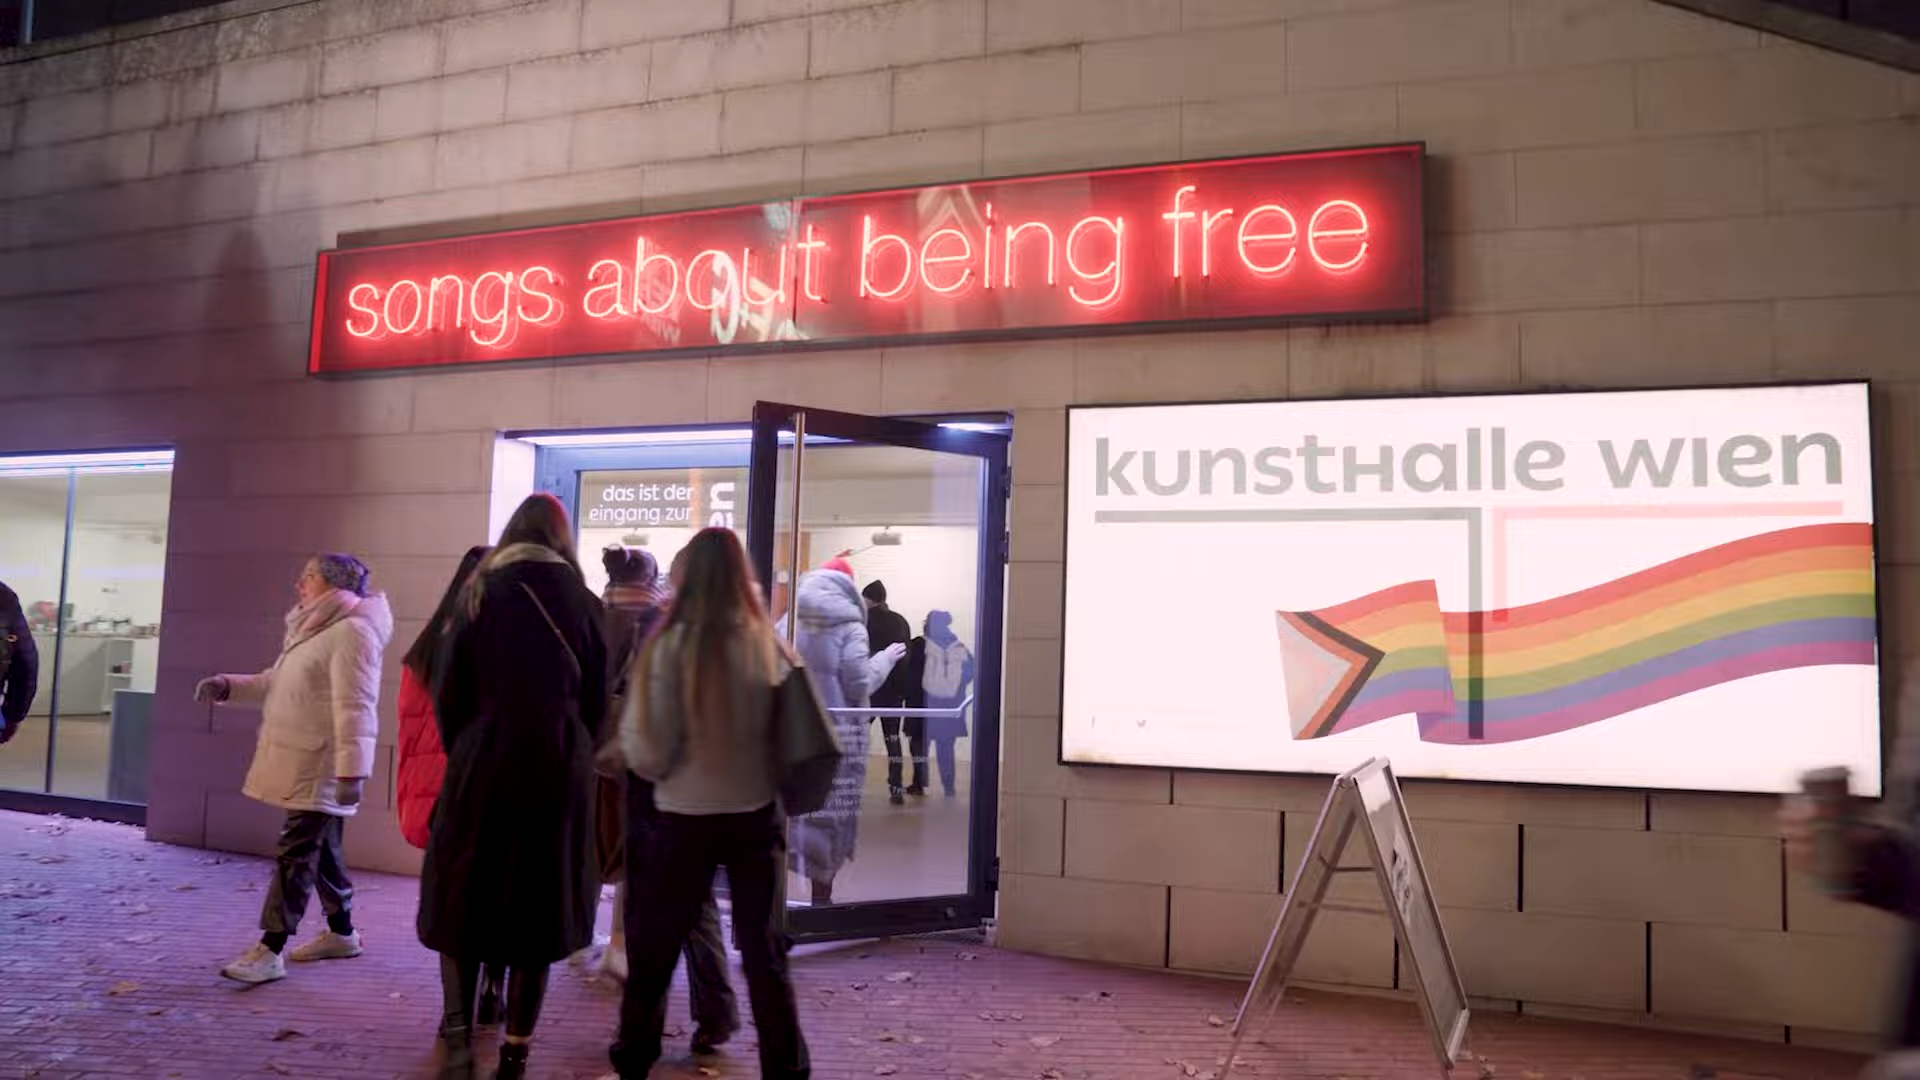 songs about being free
kunstHalle wien
das ist der
eingang zur